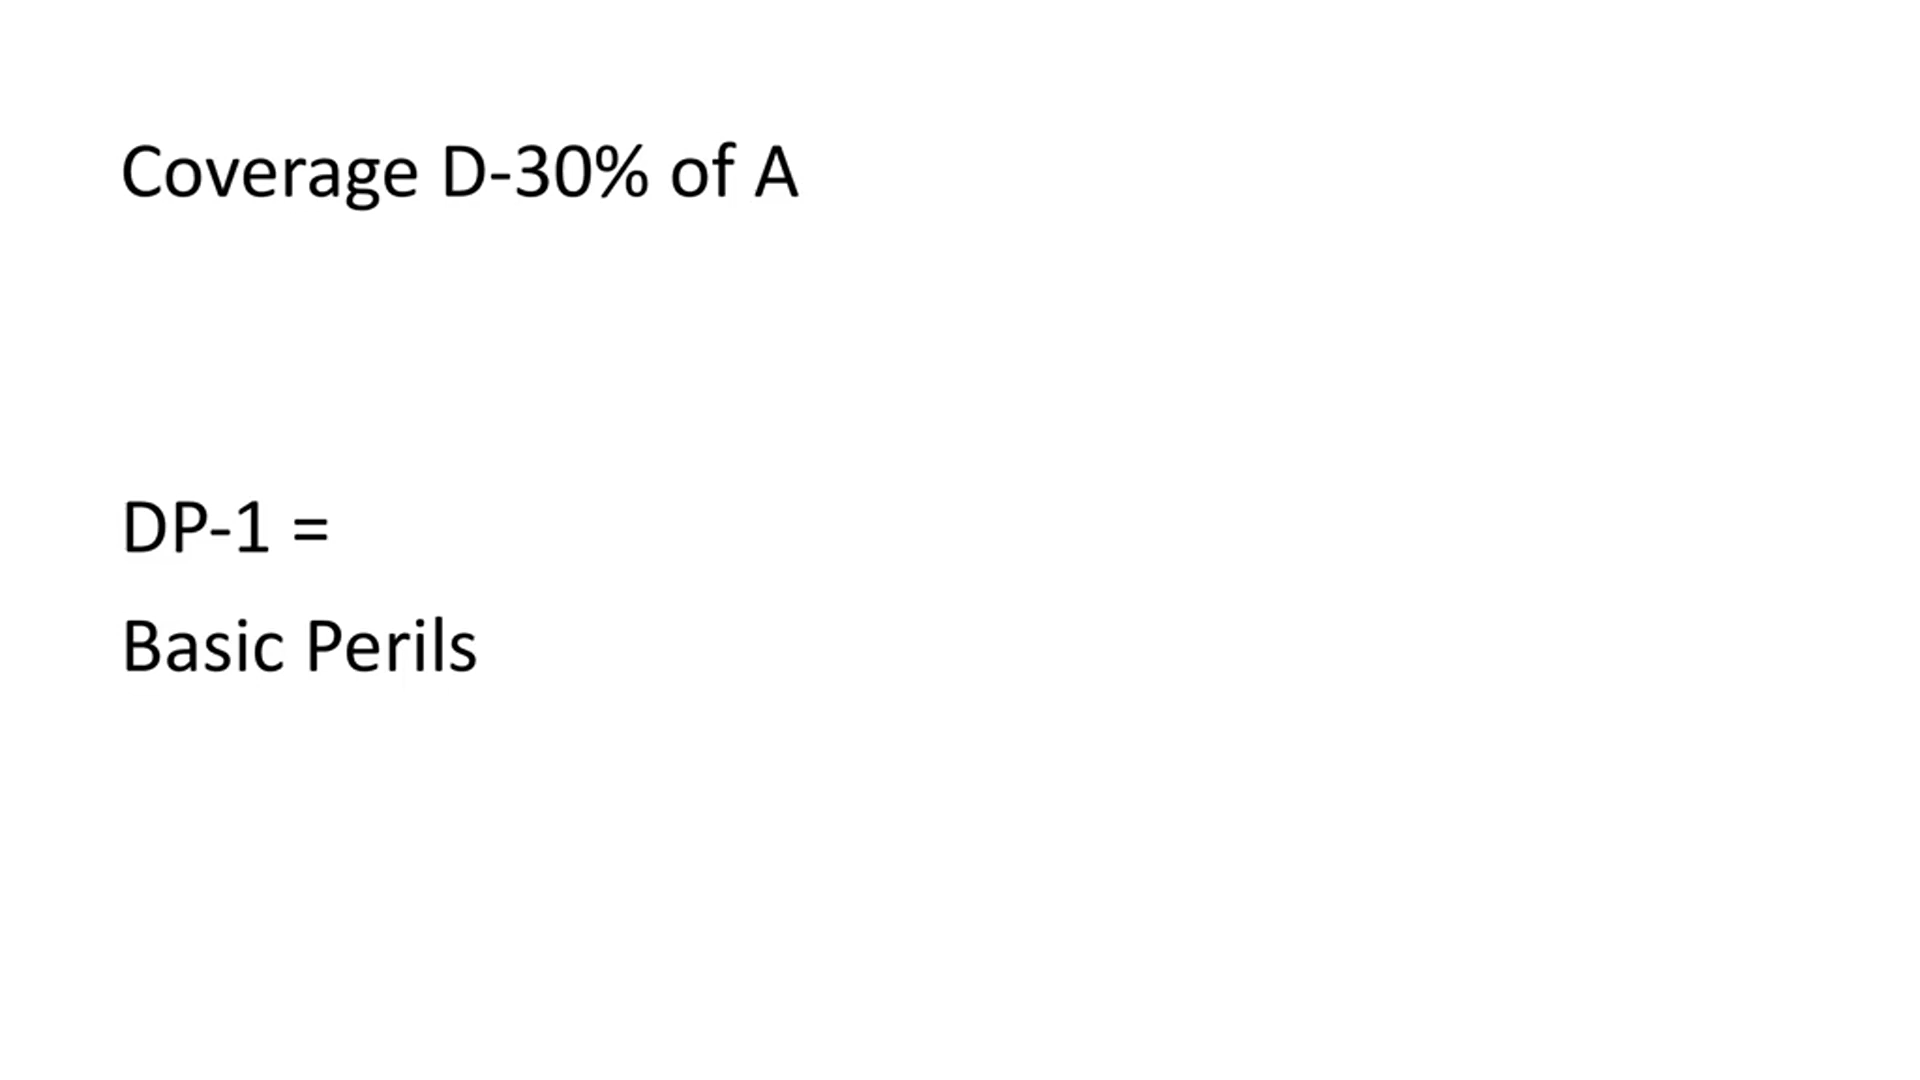 Coverage D-30% of A
DP-1 =
Basic Perils